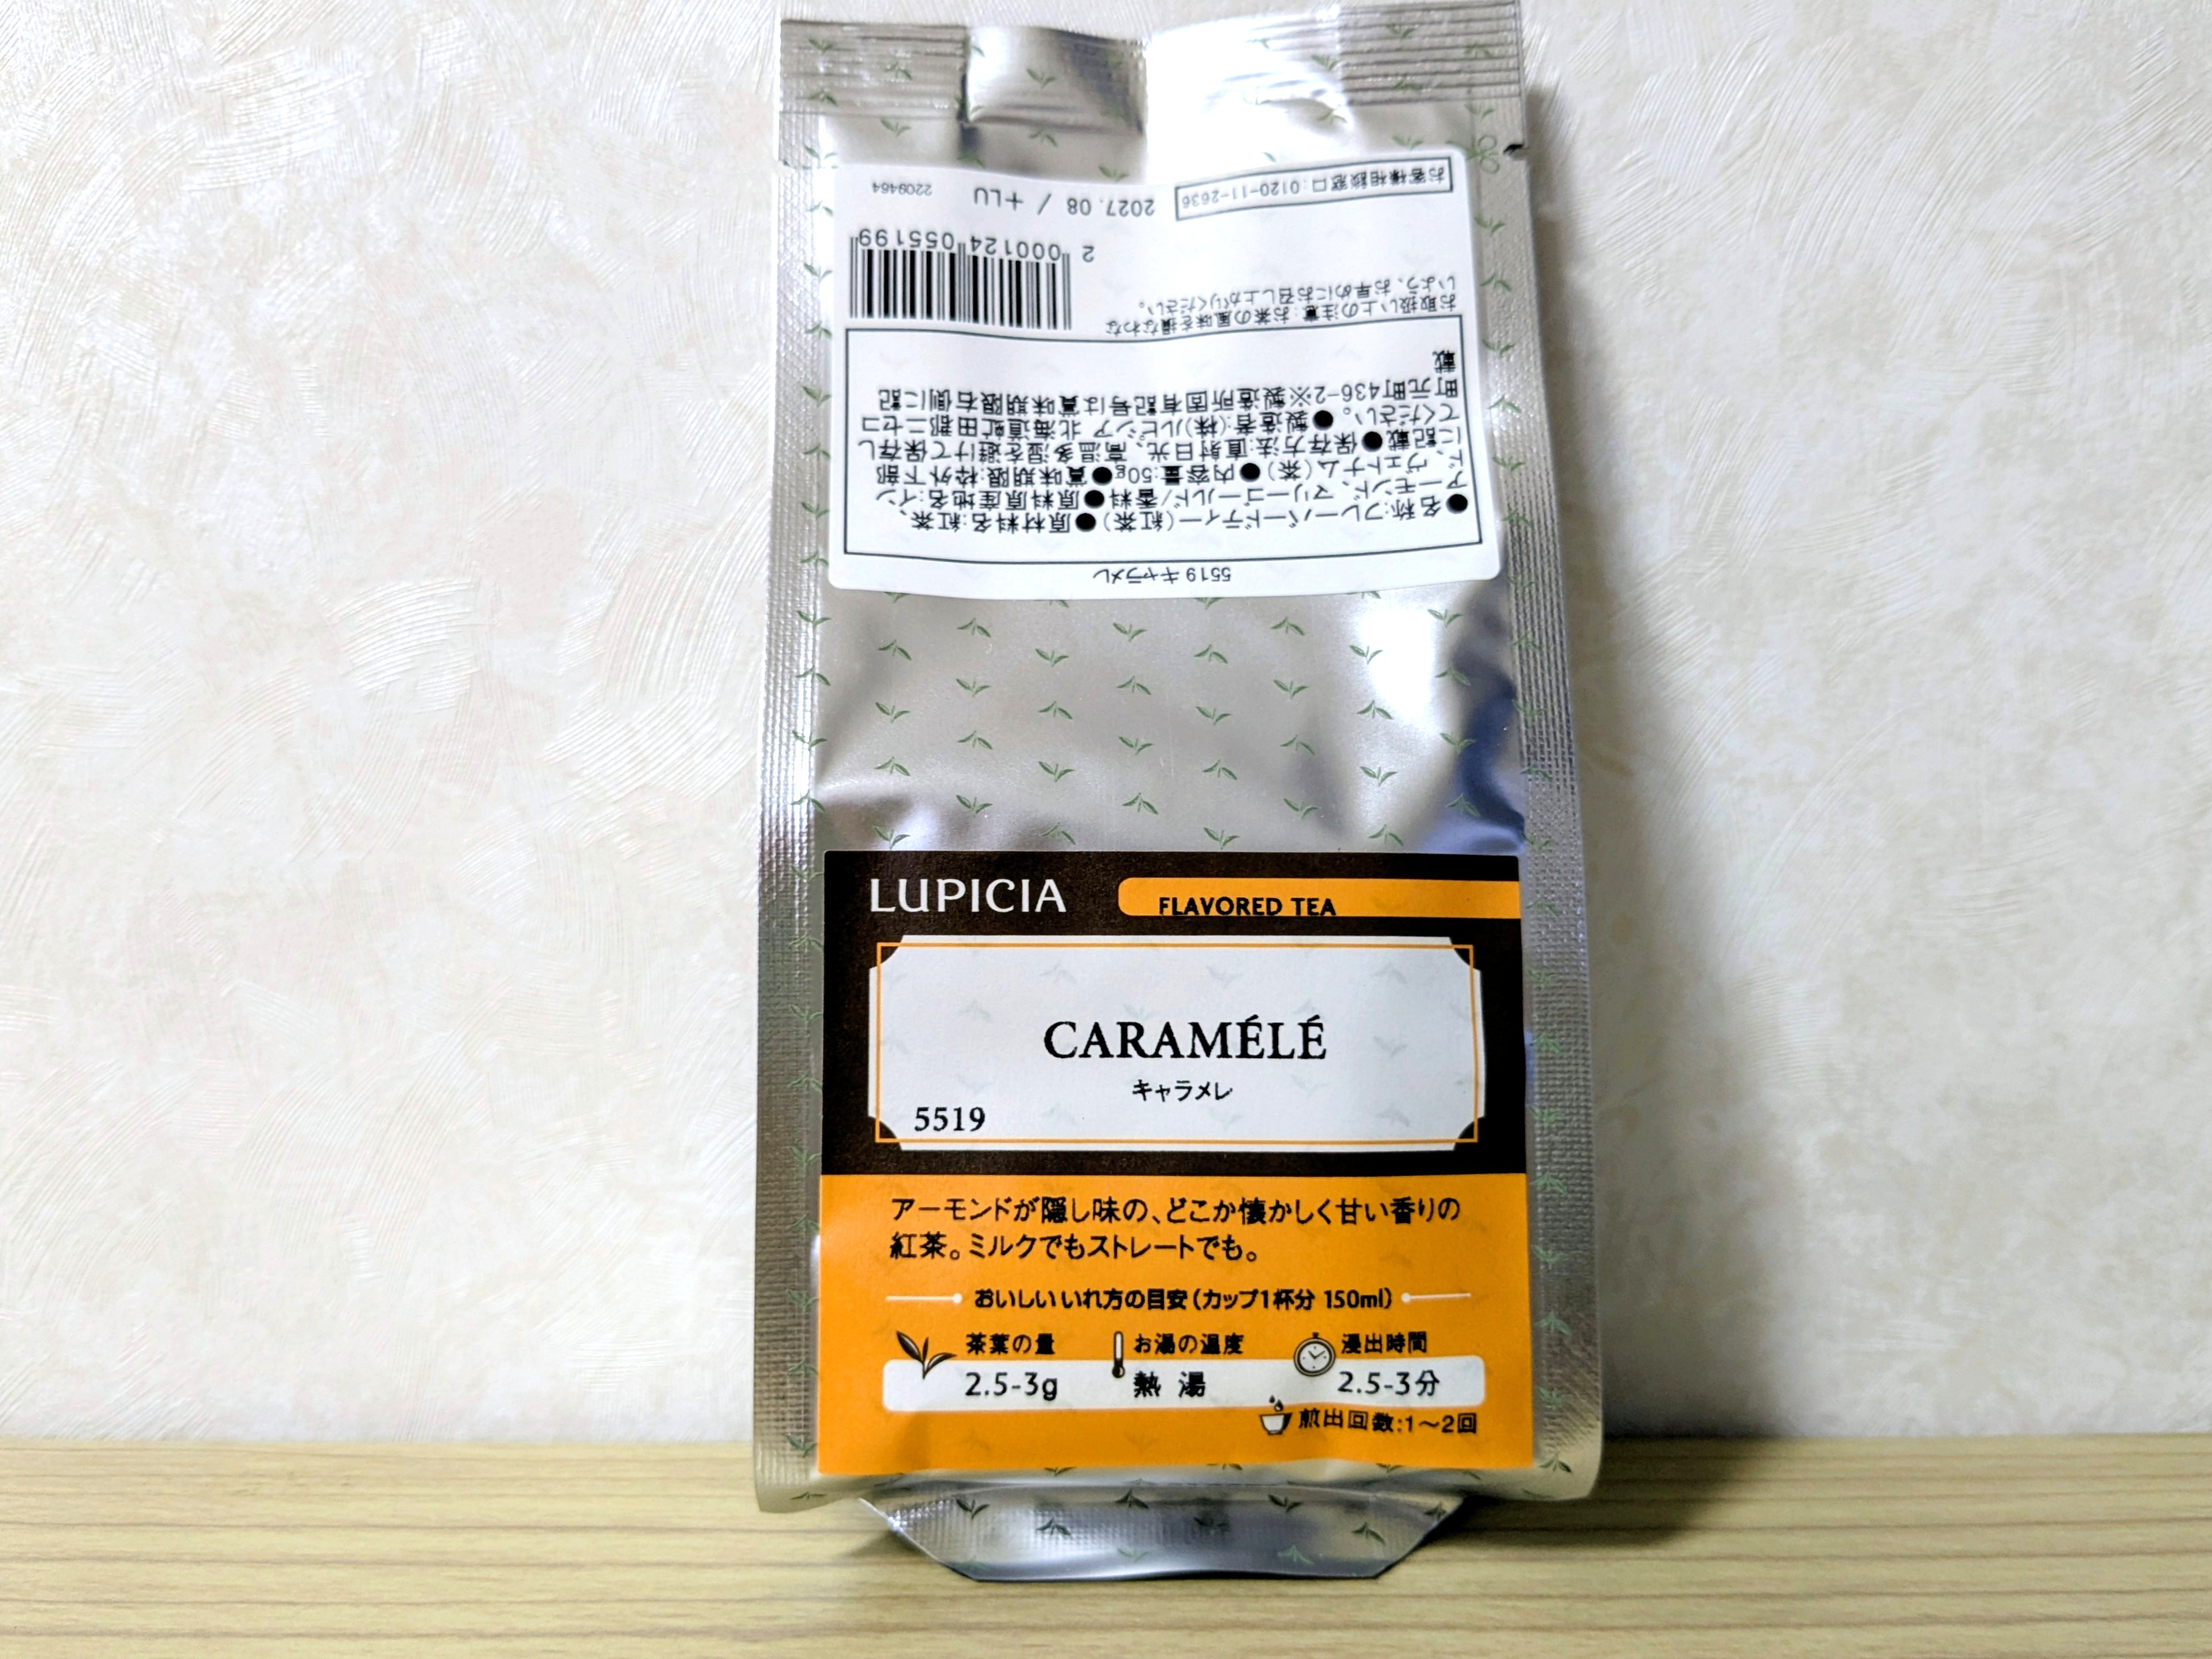 5519 キャラメレ
●名称:フレーバードティー(紅茶)●原材料名:紅茶、
アーモンド、マリーゴールド/香料●原料原産地名:イン
ド、ヴェトナム(茶)●内容量:50g●賞味期限:枠外下部
に記載●保存方法:直射日光、高温多湿を避けて保存し
てください。●製造者:(株)ルピシア 北海道虻田郡ニセコ
町元町436-2※製造所固有記号は賞味期限右側に記
載
お取扱い上の注意:お茶の風味を損なわな
いよう、お早めにお召し上がりください。
2 000124 055199
お客様相談窓口:0120-11-2636
2027.08 / +LU
2209464
LUPICIA
FLAVORED TEA
CARAMÉLÉ
キャラメレ
5519
アーモンドが隠し味の、どこか懐かしく甘い香りの
紅茶。ミルクでもストレートでも。
おいしいいれ方の目安(カップ1杯分 150ml)
茶葉の量 お湯の温度 浸出時間
2.5-3g 熱湯 2.5-3分
煎出回数:1～2回